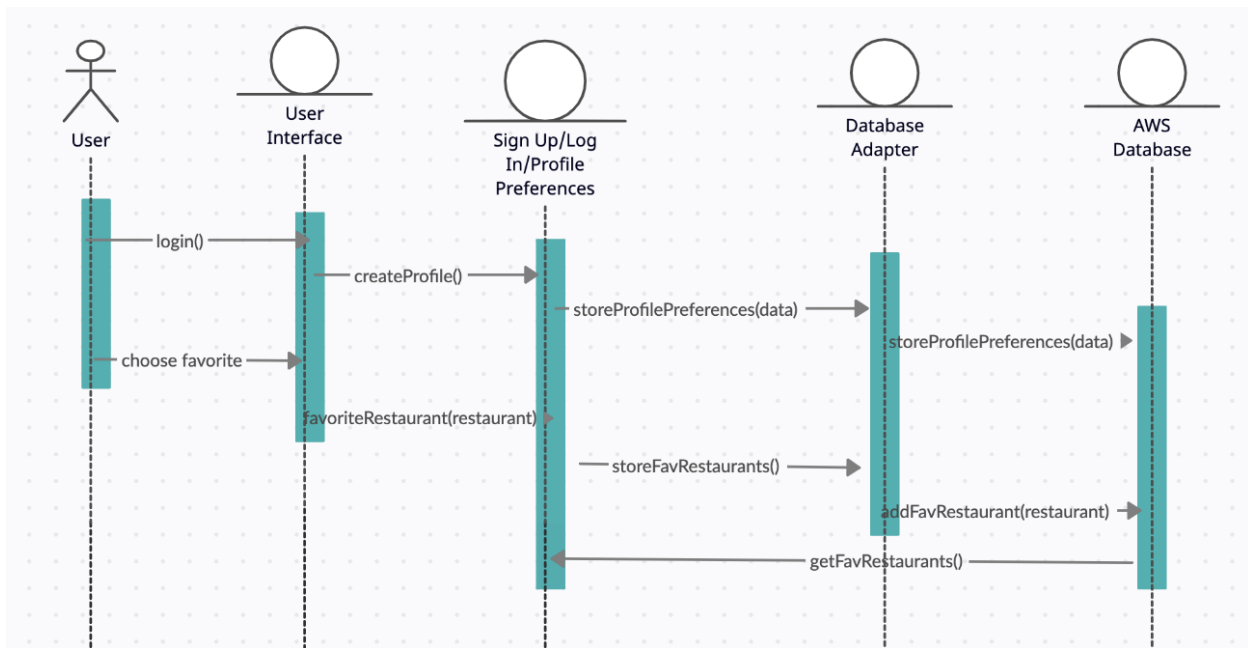 User
User
Interface
Sign Up/Log
In/Profile
Preferences
Database
Adapter
AWS
Database
login()
createProfile()
storeProfilePreferences(data)
storeProfilePreferences(data)
choose favorite
favoriteRestaurant(restaurant)
storeFavRestaurants()
addFavRestaurant(restaurant)
getFavRestaurants()